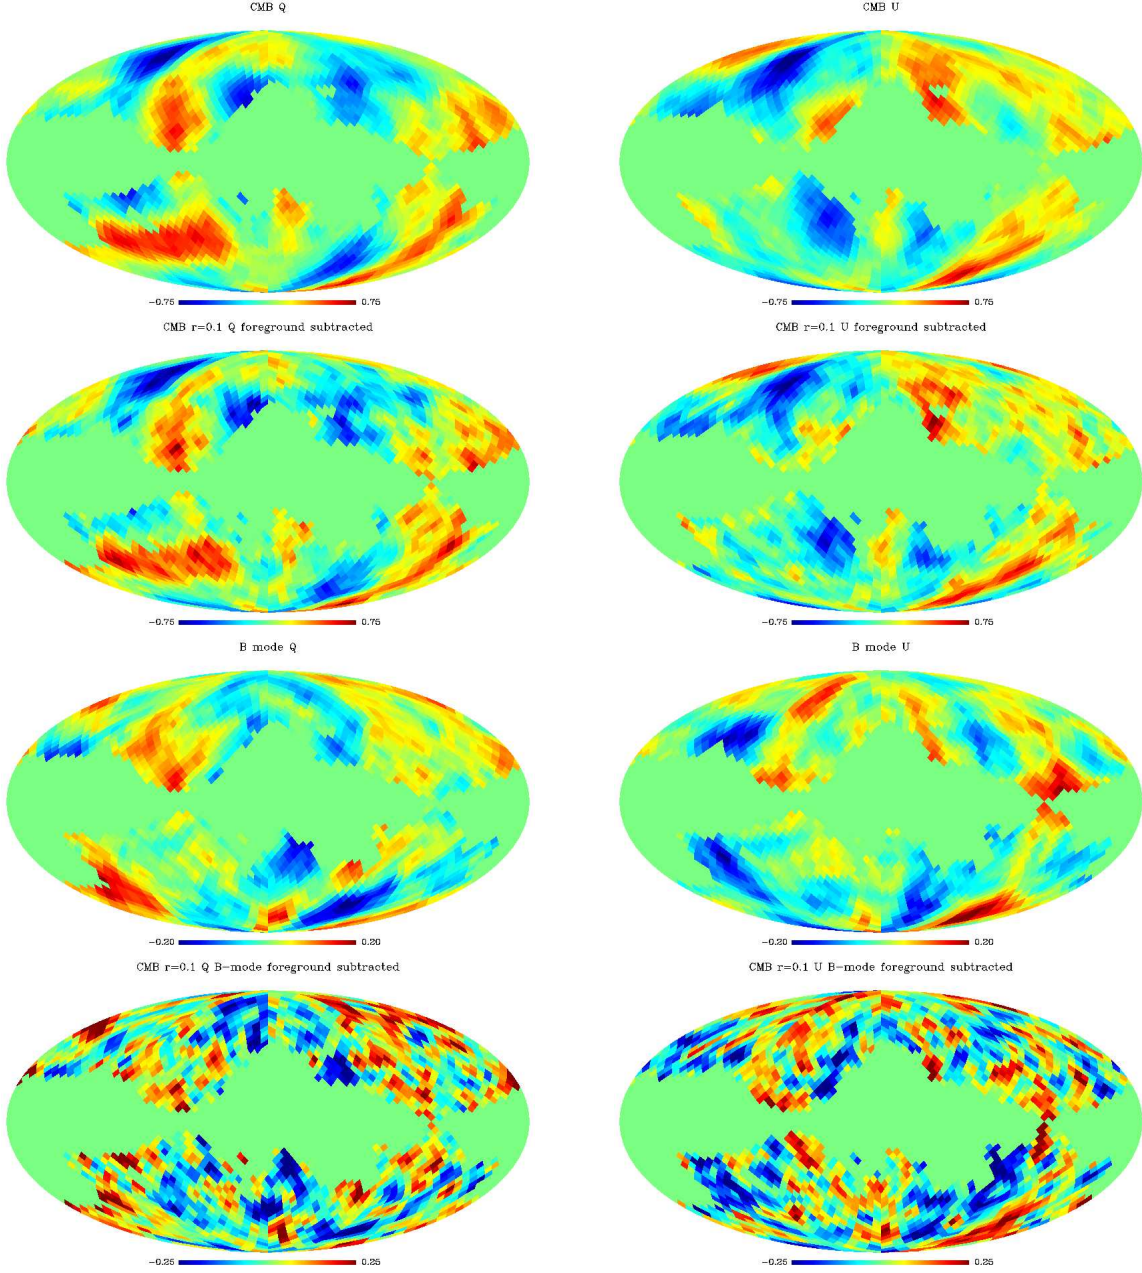 CMB Q
CMB U
-0.75 0.75
-0.75 0.75
CMB r=0.1 Q foreground subtracted
CMB r=0.1 U foreground subtracted
-0.75 0.75
-0.75 0.75
B mode Q
B mode U
-0.20 0.20
-0.20 0.20
CMB r=0.1 Q B-mode foreground subtracted
CMB r=0.1 U B-mode foreground subtracted
-0.25 0.25
-0.25 0.25